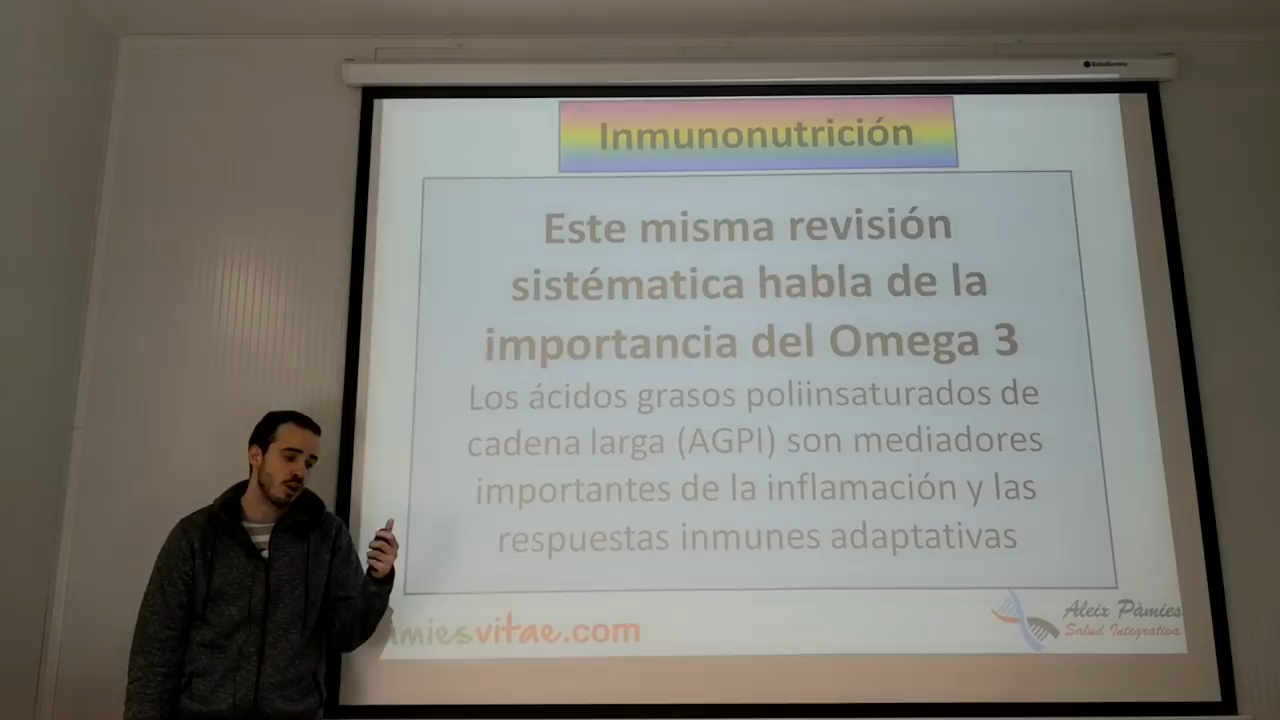 Inmunonutrición
Este misma revisión
sistématica habla de la
importancia del Omega 3
Los ácidos grasos poliinsaturados de
cadena larga (AGPI) son mediadores
importantes de la inflamación y las
respuestas inmunes adaptativas
miesvitae.com
Aleix Pàmies
Salud Integrativa